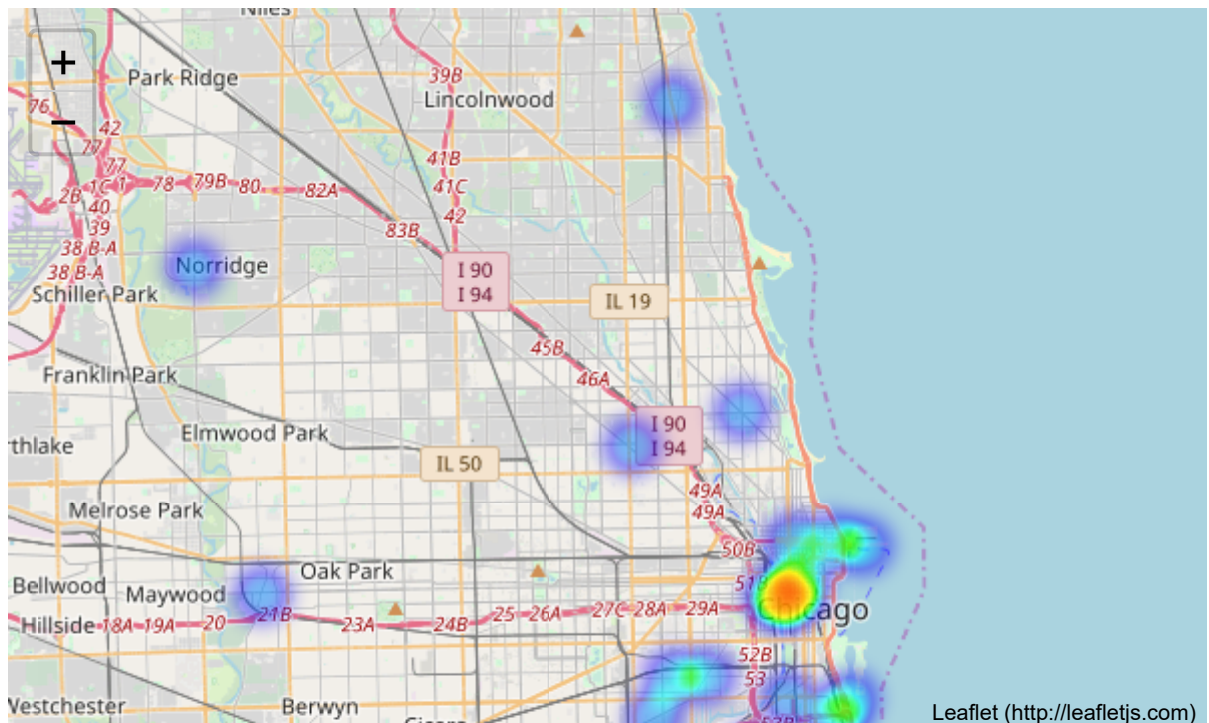 Niles
+
−
76
Park Ridge
39B
Lincolnwood
42
77
77
41B
2B
1C
1
78
79B
80
82A
41C
40
42
39
83B
38 B-A
38 B-A
Norridge
I 90
I 94
Schiller Park
IL 19
45B
Franklin Park
46A
I 90
I 94
Elmwood Park
rthlake
IL 50
49A
49A
Melrose Park
50B
Oak Park
51B
Bellwood
Maywood
Chicago
Hillside
18A
19A
20
21B
23A
24B
25
26A
27C
28A
29A
52B
53
Westchester
Berwyn
Cicero
53B
Leaflet (http://leafletjs.com)